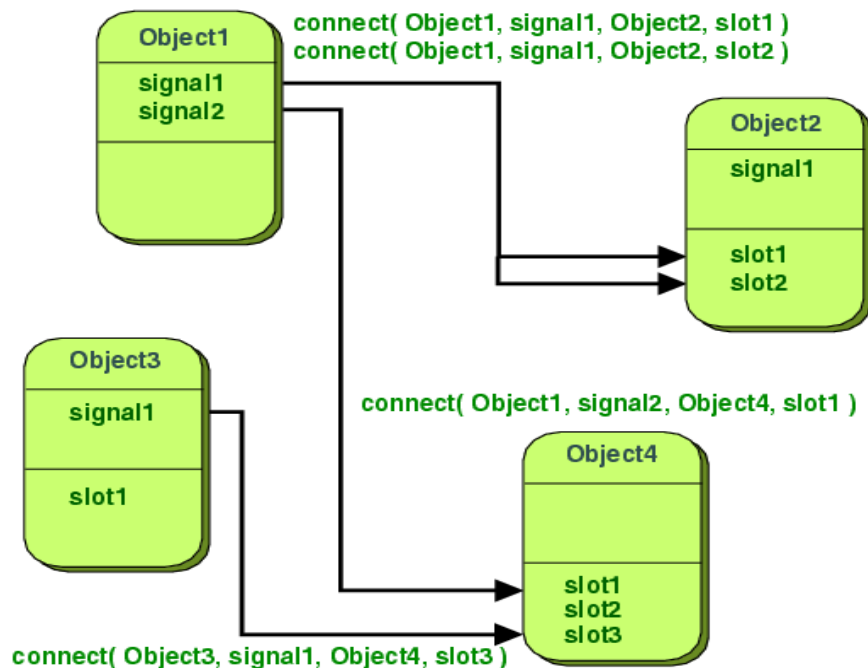 Object1
signal1
signal2
connect( Object1, signal1, Object2, slot1 )
connect( Object1, signal1, Object2, slot2 )
Object2
signal1
slot1
slot2
Object3
signal1
slot1
connect( Object1, signal2, Object4, slot1 )
Object4
slot1
slot2
slot3
connect( Object3, signal1, Object4, slot3 )